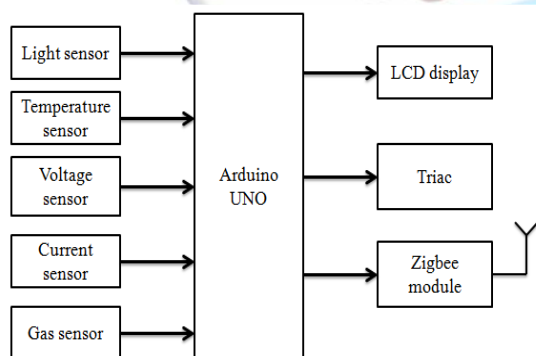 Light sensor
Temperature
sensor
Voltage
sensor
Current
sensor
Gas sensor
Arduino
UNO
LCD display
Triac
Zigbee
module